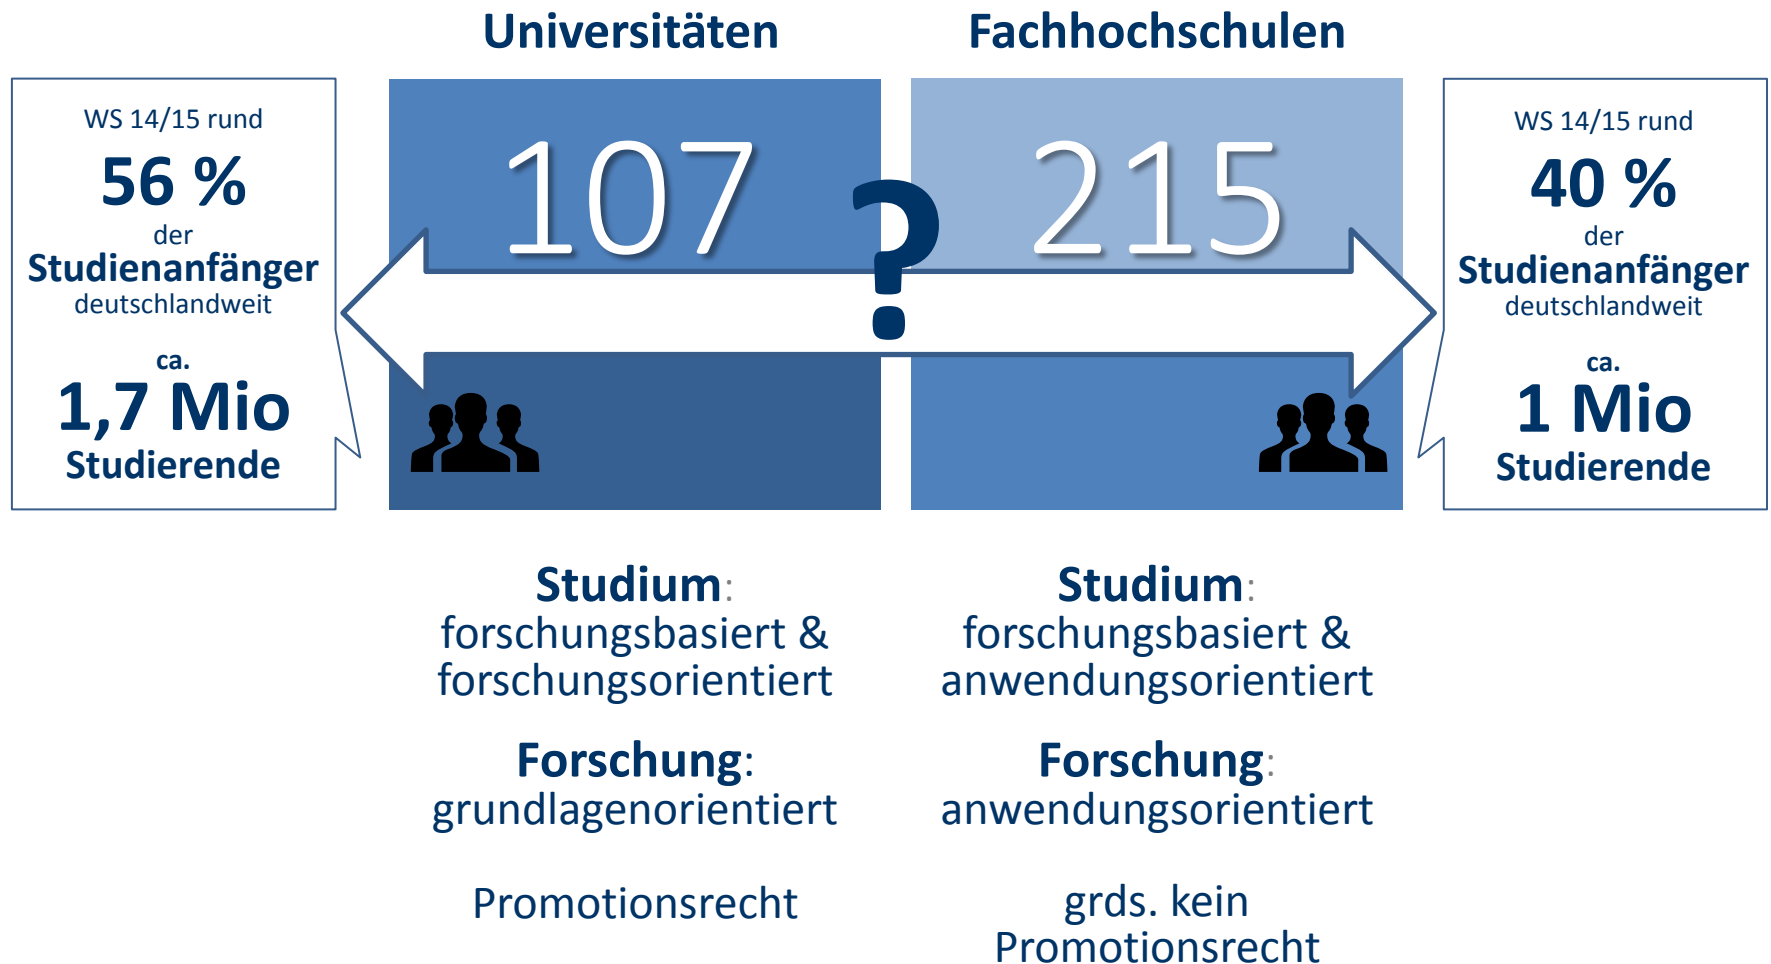 Universitäten
Fachhochschulen
WS 14/15 rund
56 %
der
Studienanfänger
deutschlandweit
ca.
1,7 Mio
Studierende
107
?
215
WS 14/15 rund
40 %
der
Studienanfänger
deutschlandweit
ca.
1 Mio
Studierende
Studium:
forschungsbasiert &
forschungsorientiert
Forschung:
grundlagenorientiert
Promotionsrecht
Studium:
forschungsbasiert &
anwendungsorientiert
Forschung:
anwendungsorientiert
grds. kein
Promotionsrecht